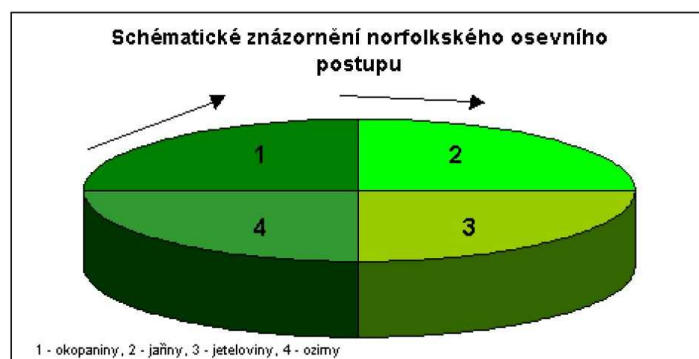 Schématické znázornění norfolkského osevního
postupu
1
2
4
3
1 - okopaniny, 2 - jařiny, 3 - jeteloviny, 4 - ozimy